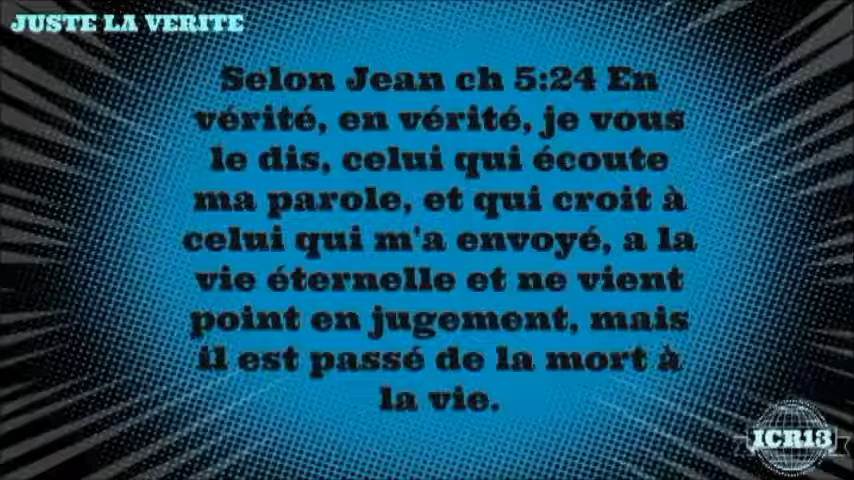 JUSTE LA VERITE
Selon Jean ch 5:24 En
vérité, en vérité, je vous
le dis, celui qui écoute
ma parole, et qui croit à
celui qui m'a envoyé, a la
vie éternelle et ne vient
point en jugement, mais
il est passé de la mort à
la vie.
ICR13